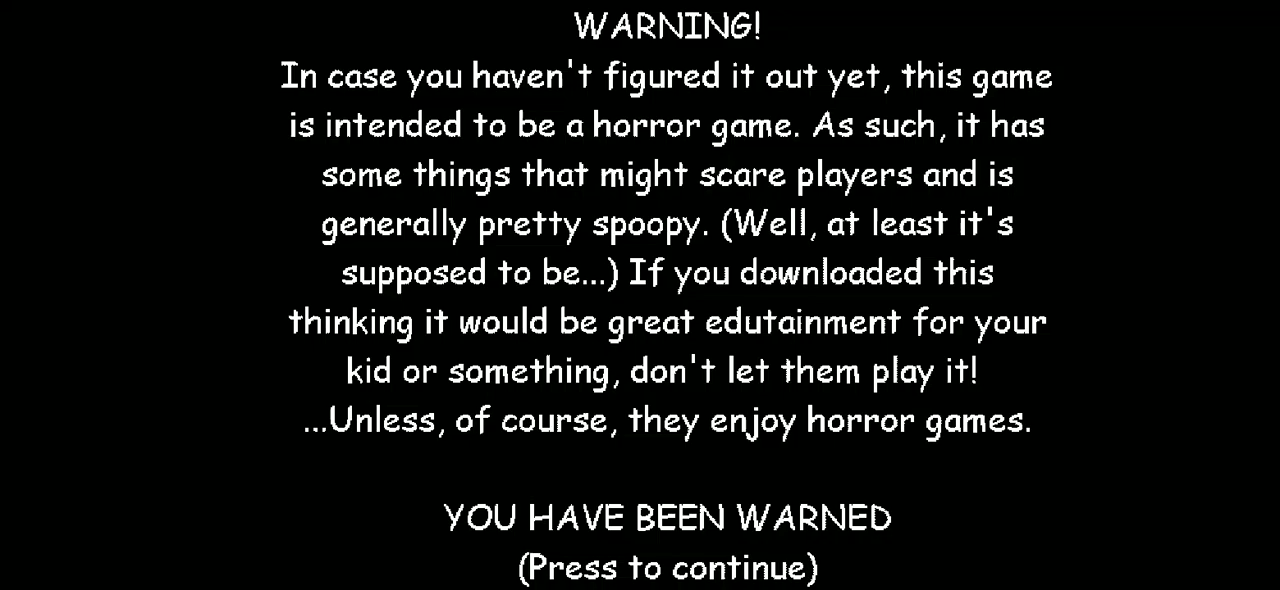 WARNING!
In case you haven't figured it out yet, this game
is intended to be a horror game. As such, it has
some things that might scare players and is
generally pretty spoopy. (Well, at least it's
supposed to be...) If you downloaded this
thinking it would be great edutainment for your
kid or something, don't let them play it!
...Unless, of course, they enjoy horror games.
YOU HAVE BEEN WARNED
(Press to continue)